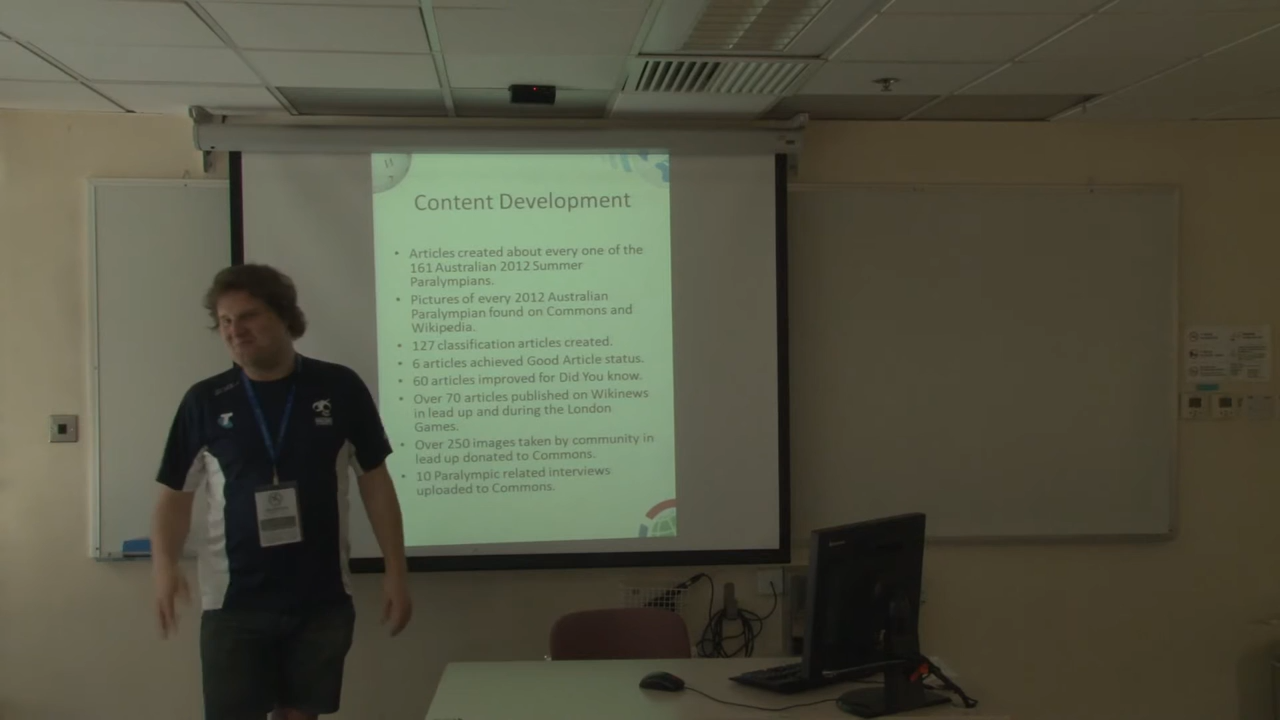 Content Development
• Articles created about every one of the
161 Australian 2012 Summer
Paralympians.
• Pictures of every 2012 Australian
Paralympian found on Commons and
Wikipedia.
• 127 classification articles created.
• 6 articles achieved Good Article status.
• 60 articles improved for Did You know.
• Over 70 articles published on Wikinews
in lead up and during the London
Games.
• Over 250 images taken by community in
lead up donated to Commons.
• 10 Paralympic related interviews
uploaded to Commons.